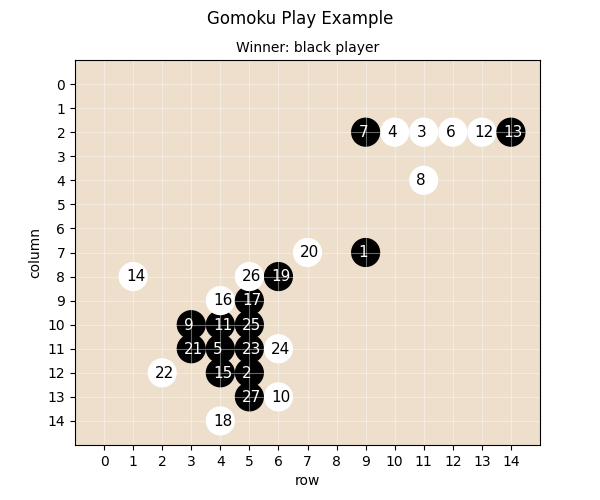 Gomoku Play Example
Winner: black player
0
1
2 7 4 3 6 12 13
3
4 8
5
6
column
7 20 1
8 14 26 19
9 16 17
10 9 11 25
11 21 5 23 24
12 22 15 2
13 27 10
14 18
0 1 2 3 4 5 6 7 8 9 10 11 12 13 14
row